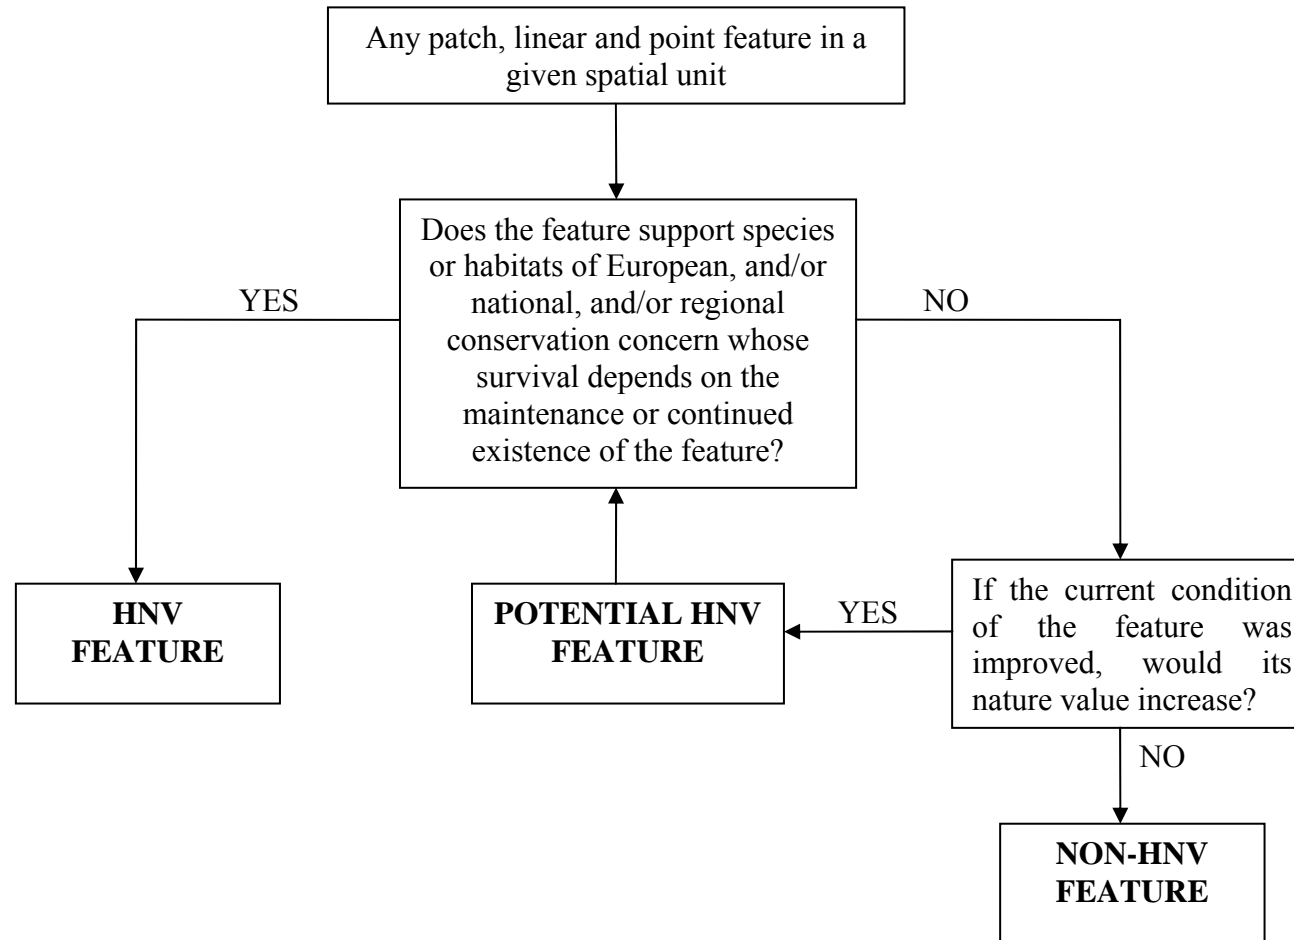 Any patch, linear and point feature in a
given spatial unit
Does the feature support species
or habitats of European, and/or
national, and/or regional
conservation concern whose
survival depends on the
maintenance or continued
existence of the feature?
YES
NO
HNV
FEATURE
POTENTIAL HNV
FEATURE
YES
If the current condition
of the feature was
improved, would its
nature value increase?
NO
NON-HNV
FEATURE